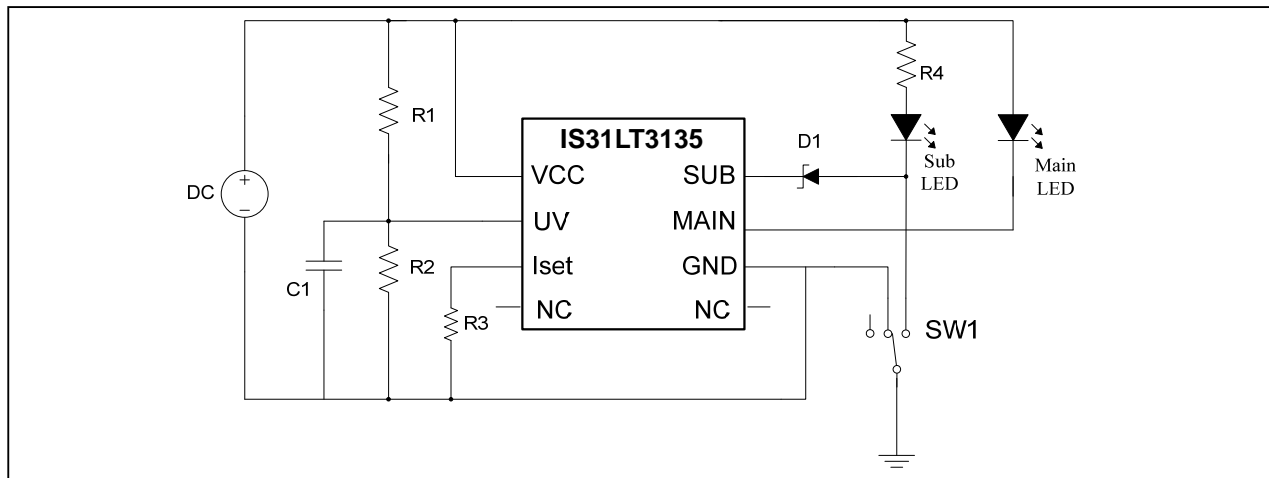 R4
R1
IS31LT3135
D1
VCC
SUB
Sub
LED
Main
LED
DC
+
−
UV
MAIN
R2
Iset
GND
C1
R3
NC
NC
SW1